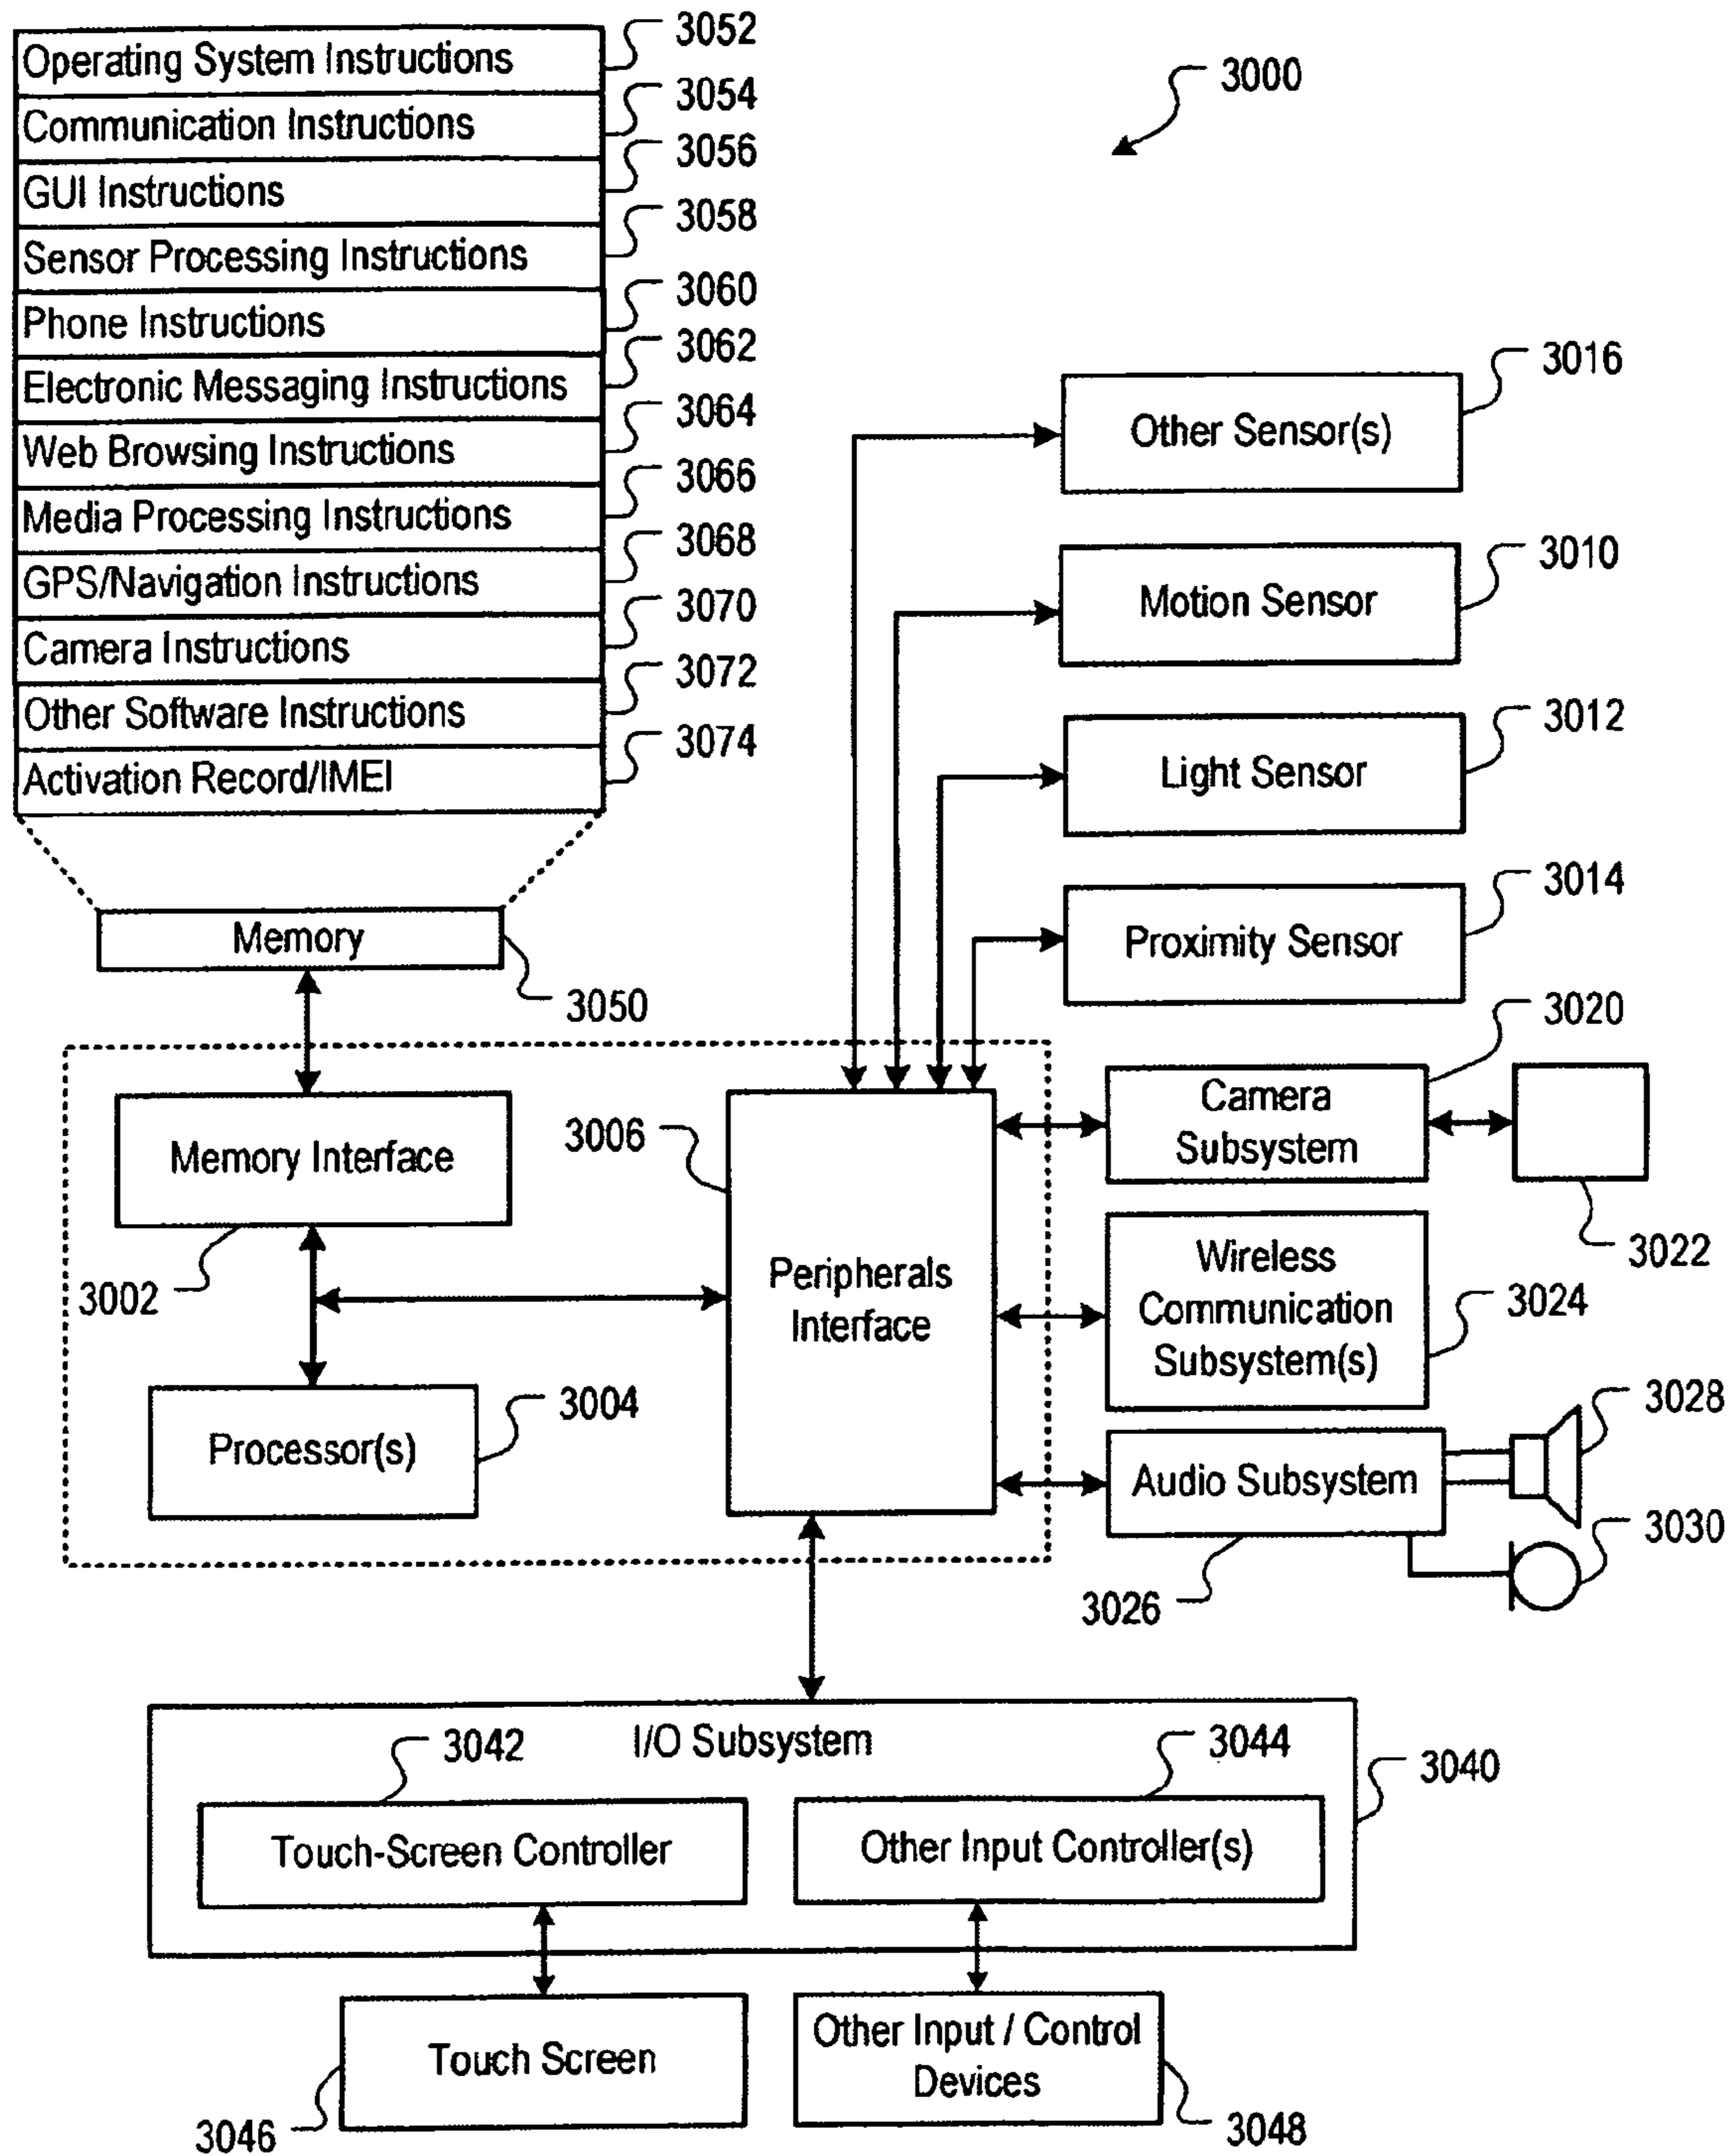 3052
Operating System Instructions
3054
Communication Instructions
3056
GUI Instructions
3058
Sensor Processing Instructions
3060
Phone Instructions
3062
Electronic Messaging Instructions
3064
Web Browsing Instructions
3066
Media Processing Instructions
3068
GPS/Navigation Instructions
3070
Camera Instructions
3072
Other Software Instructions
3074
Activation Record/IMEI
3000
3016
Other Sensor(s)
3010
Motion Sensor
3012
Light Sensor
3014
Proximity Sensor
Memory
3050
3020
Camera
Subsystem
3022
Memory Interface
3002
3006
Peripherals
Interface
Wireless
Communication
Subsystem(s)
3024
Processor(s)
3004
Audio Subsystem
3028
3030
3026
I/O Subsystem
3042
3044
3040
Touch-Screen Controller
Other Input Controller(s)
Touch Screen
3046
Other Input / Control
Devices
3048